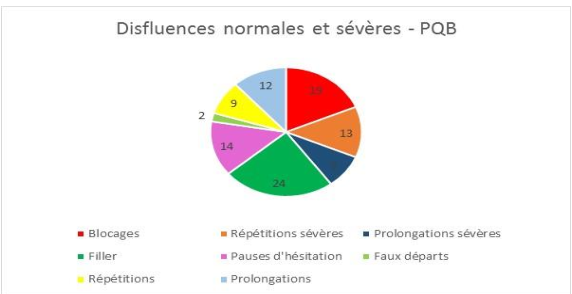 Disfluences normales et sévères - PQB
12
19
9
2
13
14
24
Blocages Répétitions sévères Prolongations sévères
Filler Pauses d'hésitation Faux départs
Répétitions Prolongations